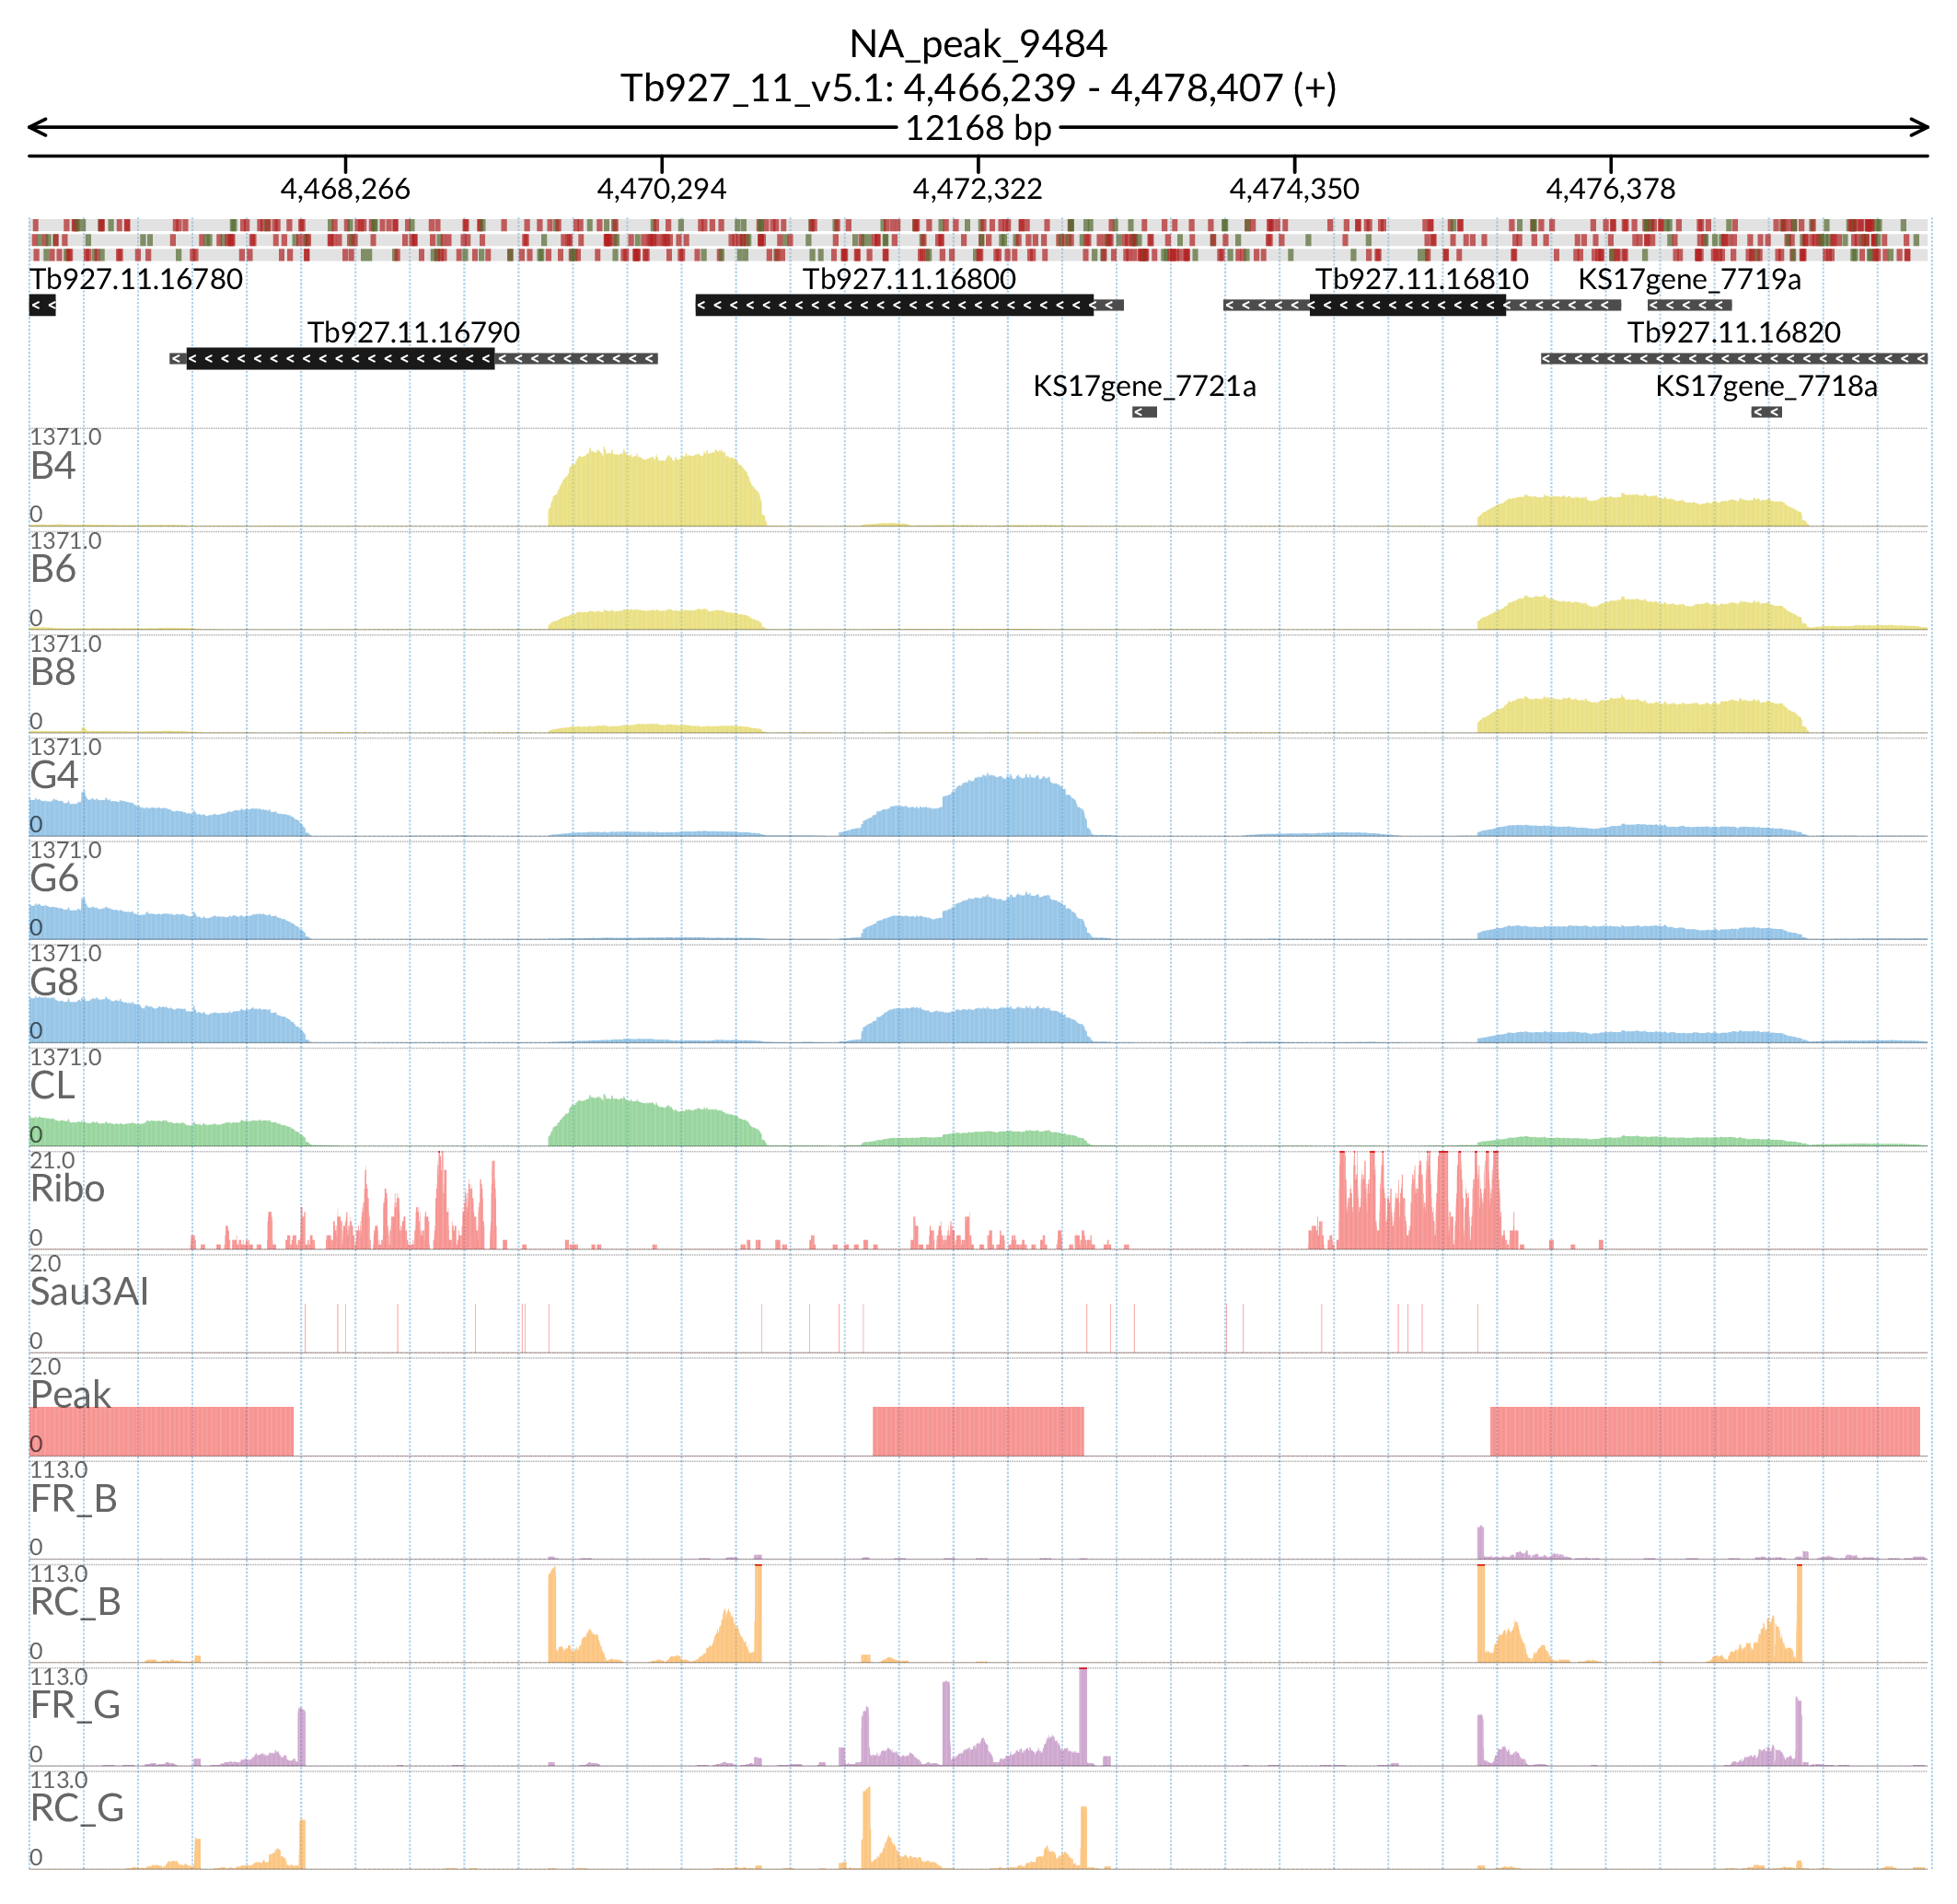 NA_peak_9484
Tb927_11_v5.1: 4,466,239 - 4,478,407 (+)
12168 bp
4,468,266 4,470,294 4,472,322 4,474,350 4,476,378
Tb927.11.16780 Tb927.11.16800 Tb927.11.16810 KS17gene_7719a
Tb927.11.16790 Tb927.11.16820
KS17gene_7721a KS17gene_7718a
1371.0
B4
0
1371.0
B6
0
1371.0
B8
0
1371.0
G4
0
1371.0
G6
0
1371.0
G8
0
1371.0
CL
0
21.0
Ribo
0
2.0
Sau3AI
0
2.0
Peak
0
113.0
FR_B
0
113.0
RC_B
0
113.0
FR_G
0
113.0
RC_G
0